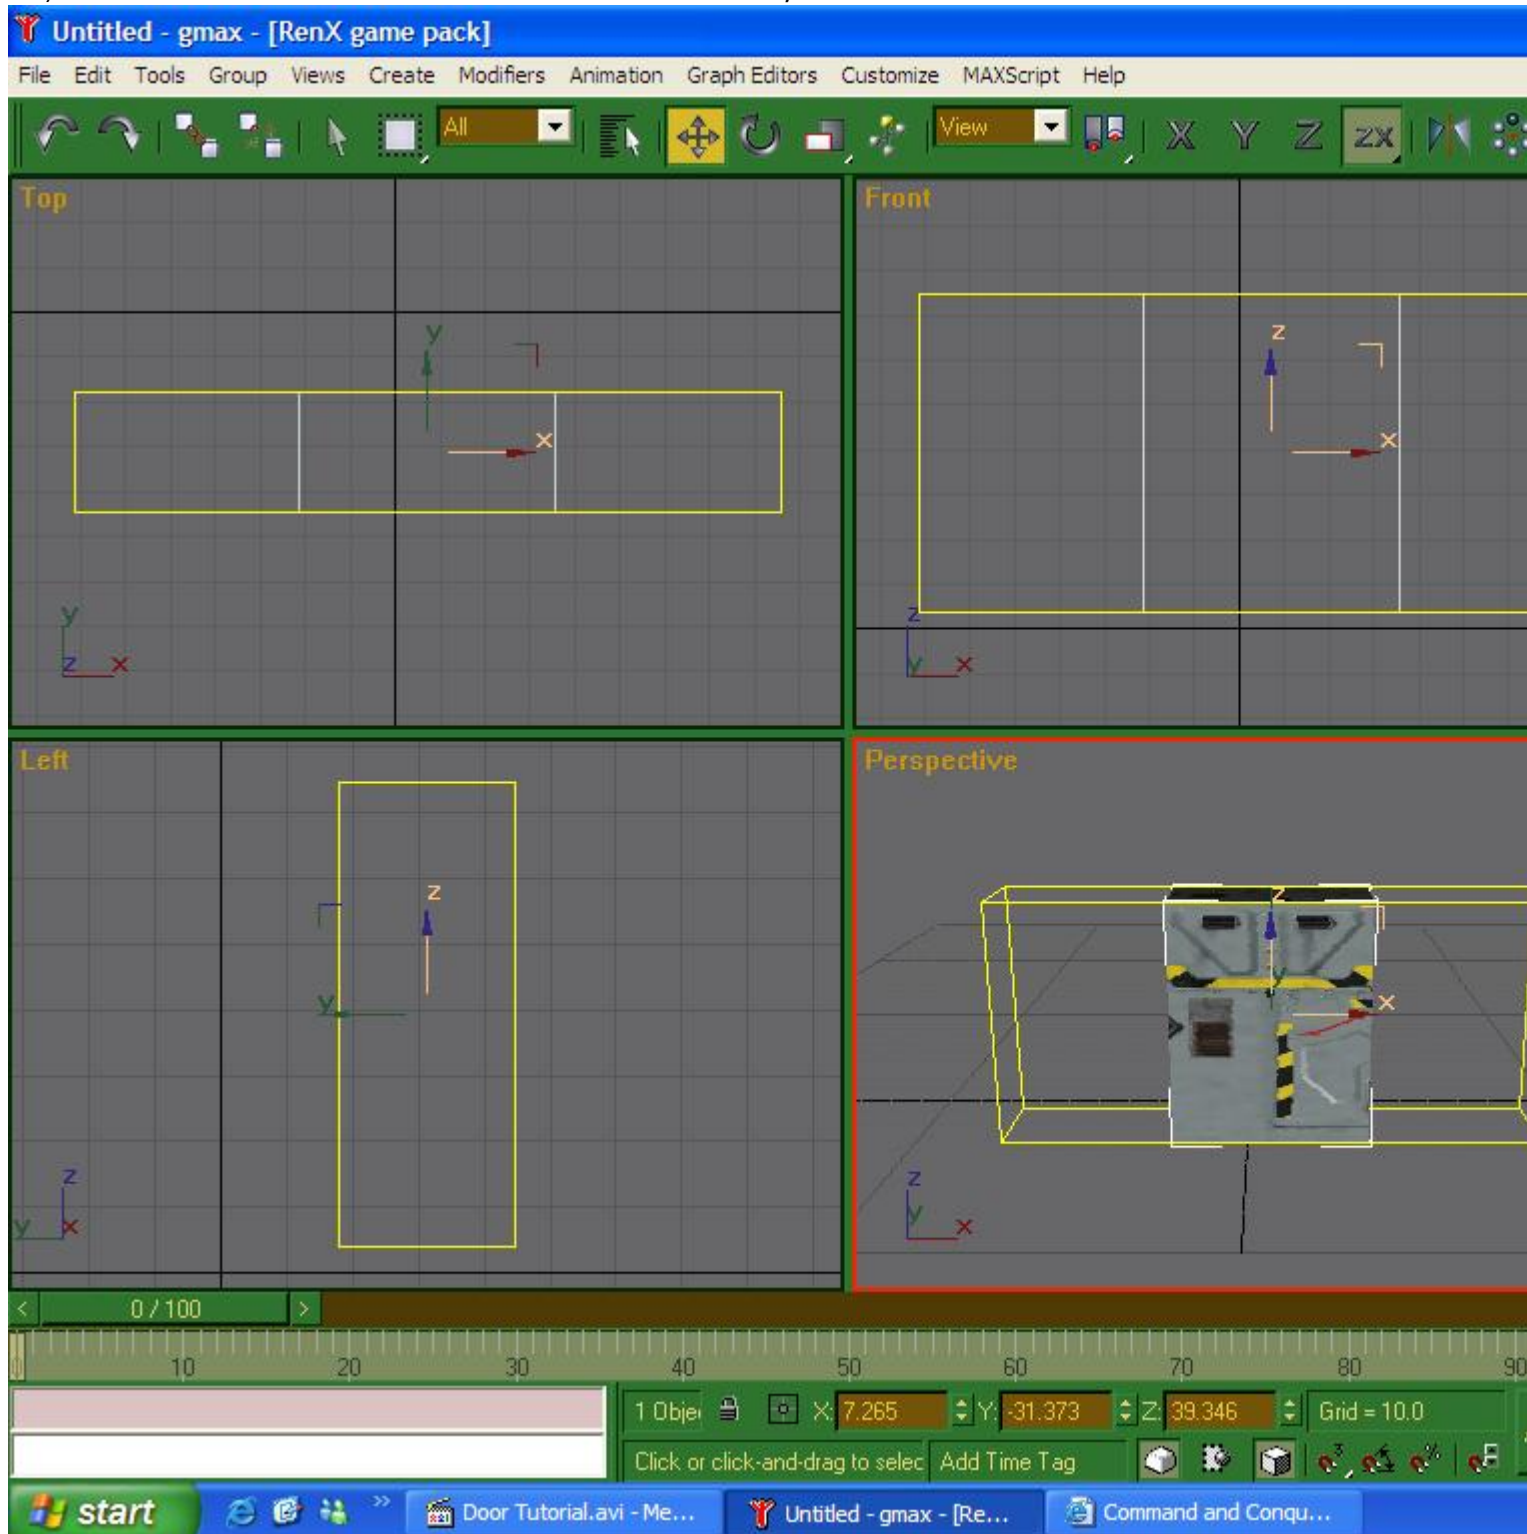 Untitled - gmax - [RenX game pack]
File Edit Tools Group Views Create Modifiers Animation Graph Editors Customize MAXScript Help
All View X Y Z ZX
Top Front
y z
x x
y z
z x y x
Left Perspective
z z
y y x
z z
y x y x
< 0 / 100 >
0 10 20 30 40 50 60 70 80 90
1 Objec X: 7.265 Y: -31.373 Z: 39.346 Grid = 10.0
Click or click-and-drag to selec Add Time Tag
start Door Tutorial.avi - Me... Untitled - gmax - [Re... Command and Conqu...